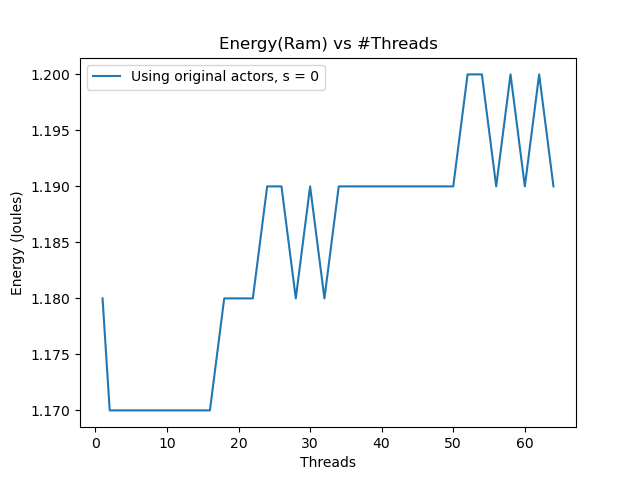 Energy(Ram) vs #Threads
Using original actors, s = 0
1.200
1.195
1.190
1.185
1.180
1.175
1.170
Energy (Joules)
0 10 20 30 40 50 60
Threads